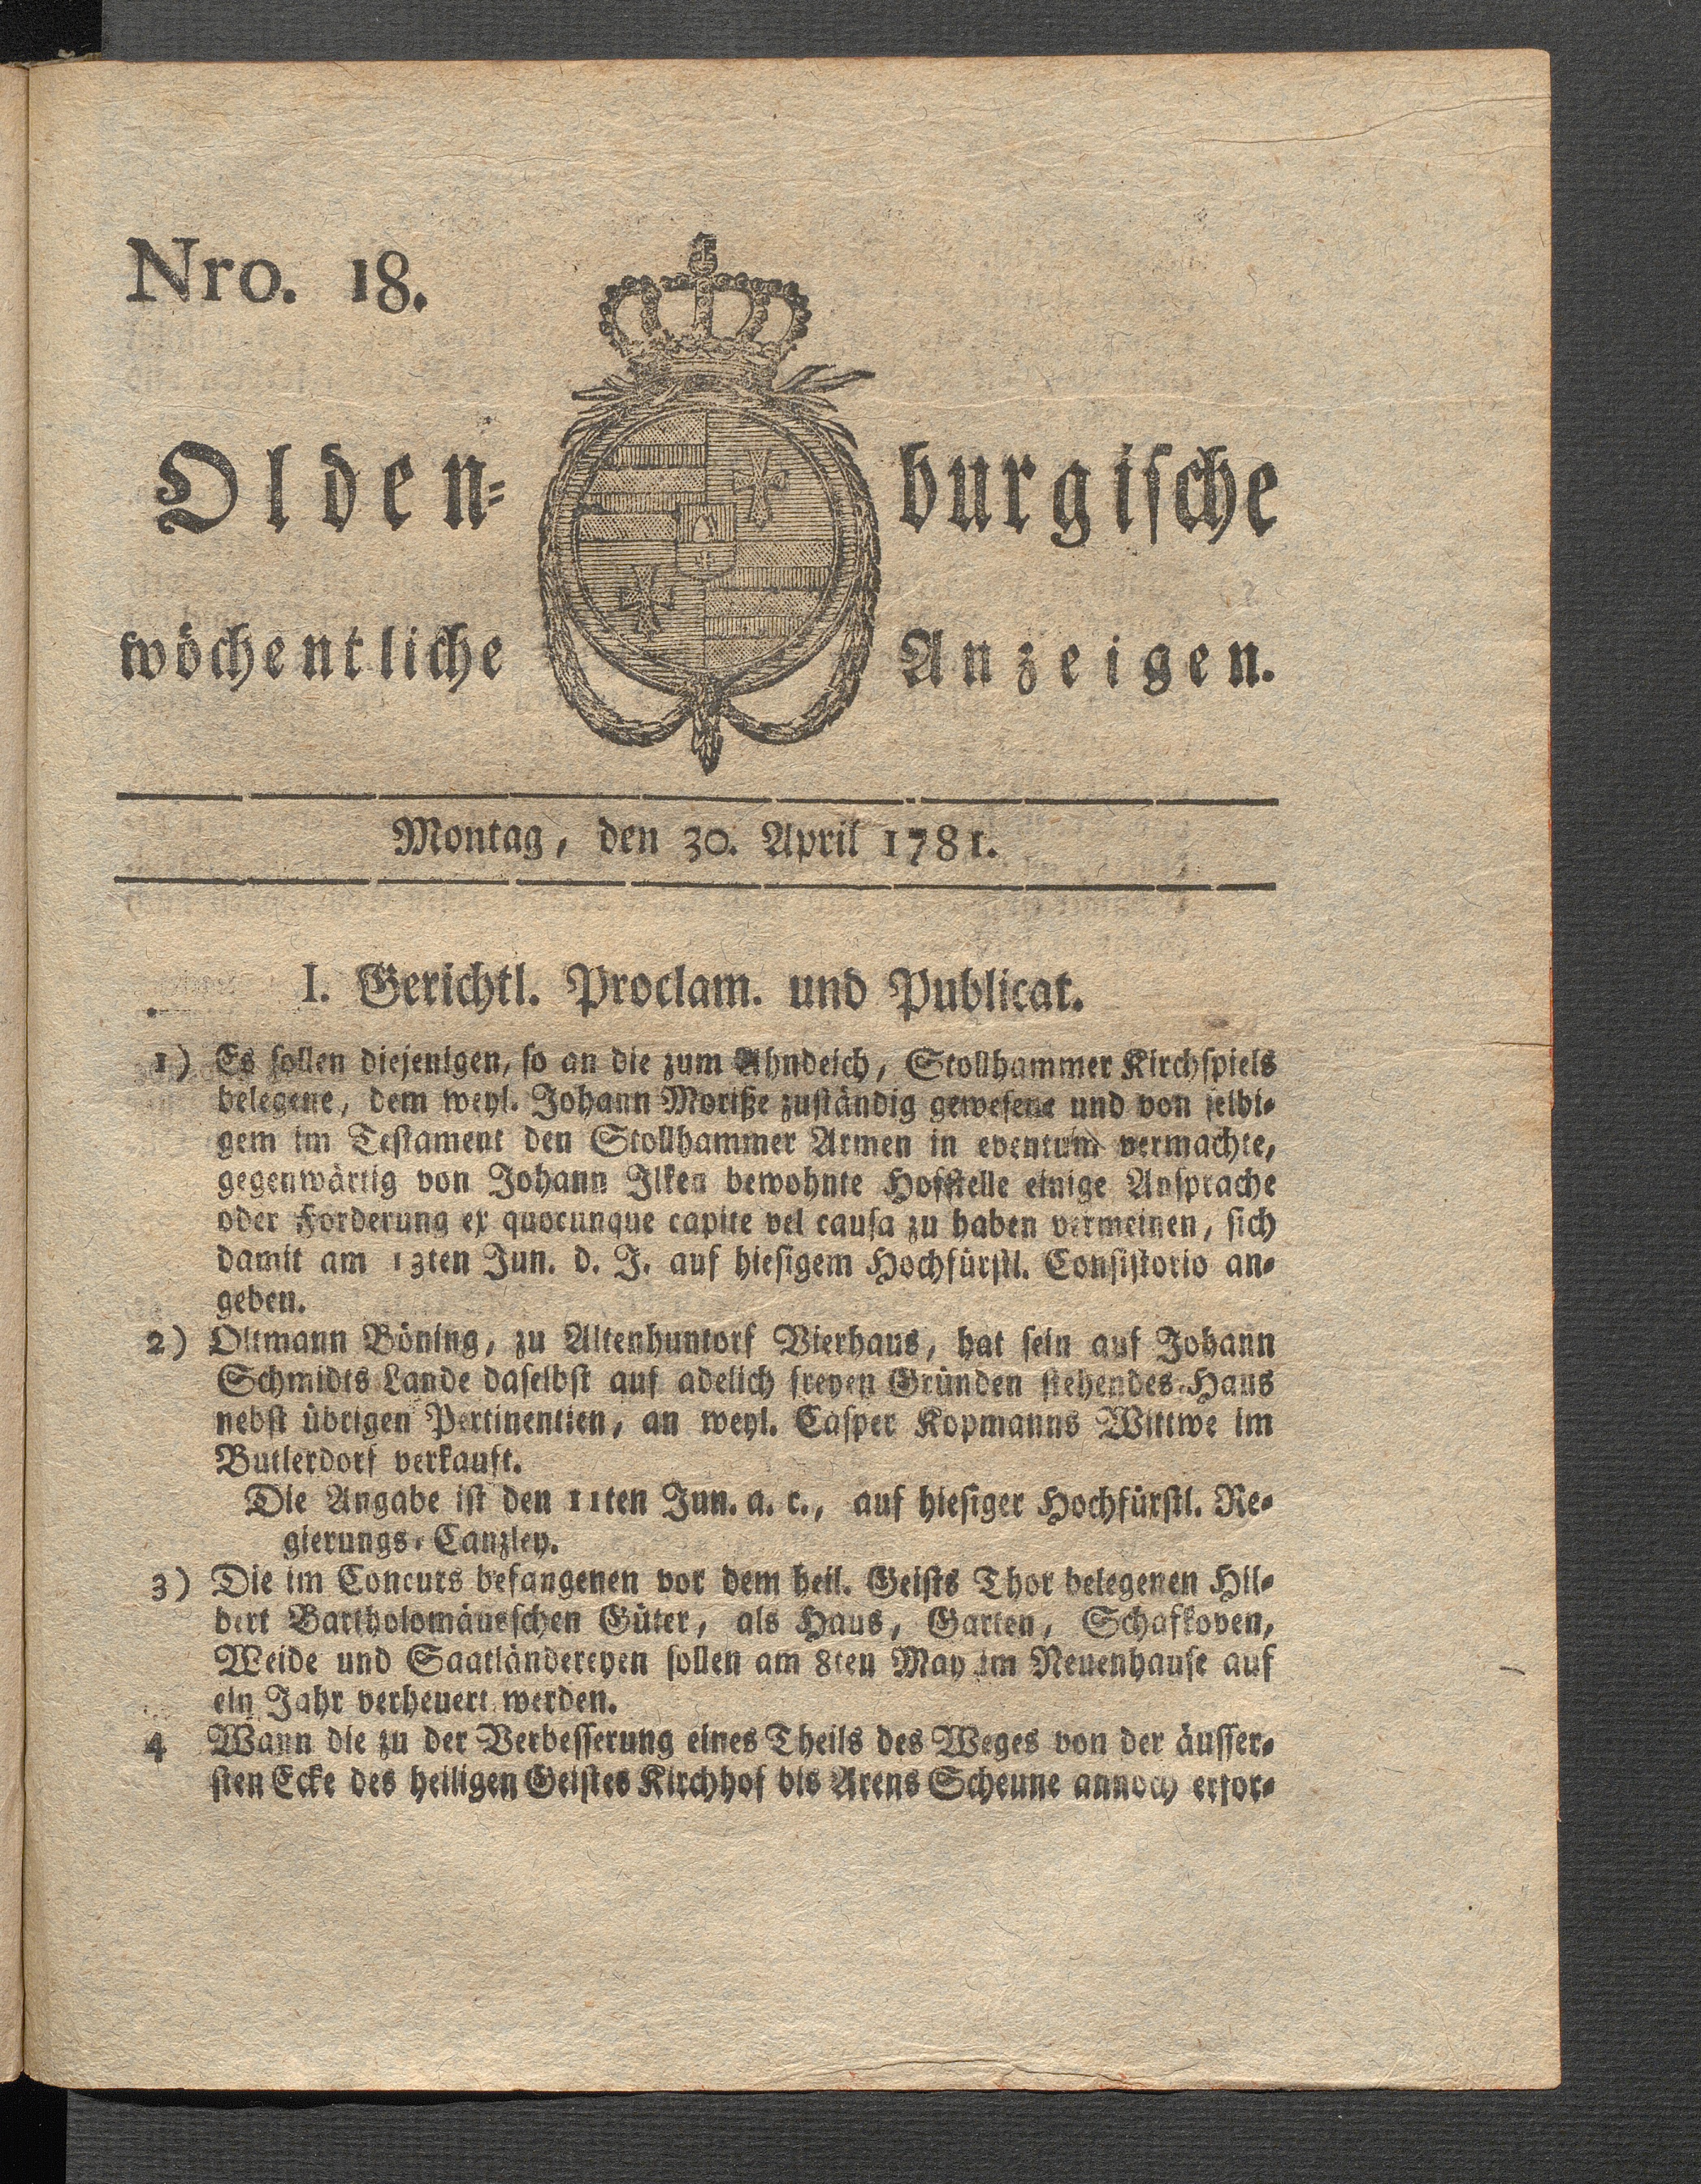 Nro. 18.
Olden-burgische
wöchentliche Anzeigen.
Montag, den 30. April 1781.
I. Gerichtl. Proclam. und Publicat.
1) Es sollen diejenigen, so an die zum Ahndeich, Stollhammer Kirchspiels
belegene, dem weyl. Johann Moriße zuständig gewesene und von selbi-
gem im Testament den Stollhammer Armen in eventum vermachte,
gegenwärtig von Johann Ilken bewohnte Hofstelle einige Ansprache
oder Forderung ex quocunque capite vel causa zu haben vermeinen, sich
damit am 13ten Jun. d. J. auf hiesigem Hochfürstl. Consistorio an-
geben.
2) Oltmann Böning, zu Altenhuntorf Vierhaus, hat sein auf Johann
Schmidts Lande daselbst auf adelich freyen Gründen stehendes Haus
nebst übrigen Pertinentien, an weyl. Casper Kopmanns Wittwe im
Butlerdorf verkauft.
Die Angabe ist den 11ten Jun. a. c., auf hiesiger Hochfürstl. Re-
gierungs-Canzley.
3) Die im Concurs befangenen vor dem heil. Geists Thor belegenen Hil-
dert Bartholomäusschen Güter, als Haus, Garten, Schafkoven,
Weide und Saatländereyen sollen am 8ten May im Neuenhause auf
ein Jahr verheuert werden.
4 Wann die zu der Verbesserung eines Theils des Weges von der äusser-
sten Ecke des heiligen Geistes Kirchhof bis Arens Scheune annoch erfor-